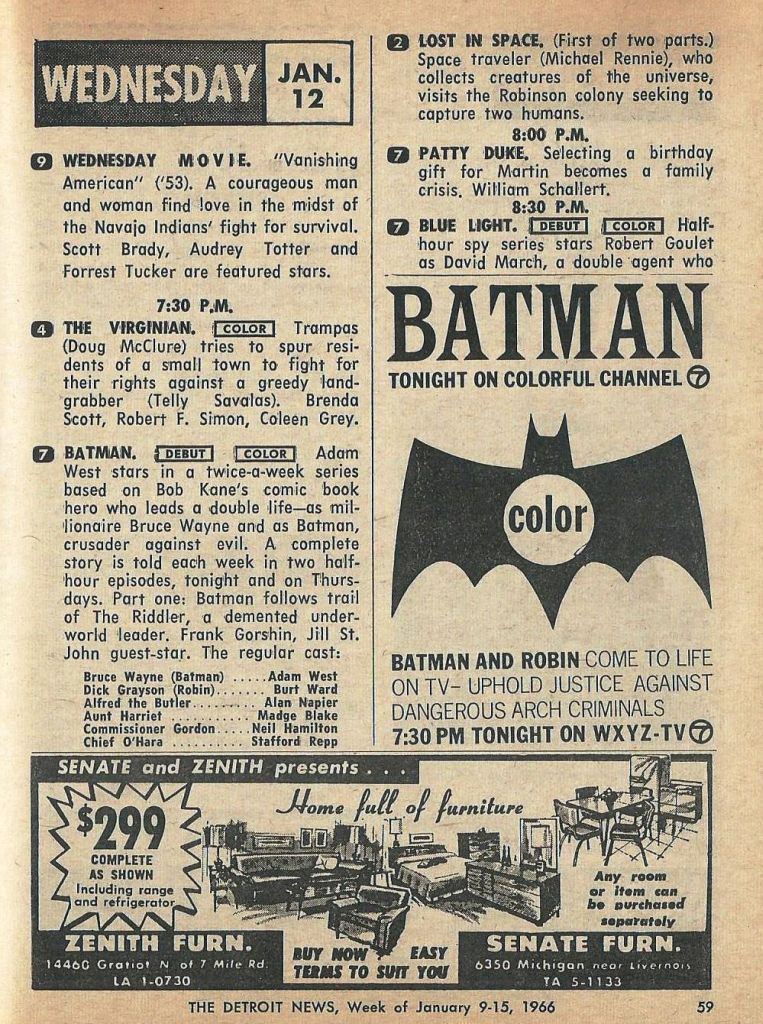 WEDNESDAY
JAN.
12
9 WEDNESDAY MOVIE. "Vanishing
American" ('53). A courageous man
and woman find love in the midst of
the Navajo Indians' fight for survival.
Scott Brady, Audrey Totter and
Forrest Tucker are featured stars.
7:30 P.M.
4 THE VIRGINIAN. COLOR Trampas
(Doug McClure) tries to spur resi-
dents of a small town to fight for
their rights against a greedy land-
grabber (Telly Savalas). Brenda
Scott, Robert F. Simon, Coleen Grey.
7 BATMAN. DEBUT COLOR Adam
West stars in a twice-a-week series
based on Bob Kane's comic book
hero who leads a double life—as mil-
lionaire Bruce Wayne and as Batman,
crusader against evil. A complete
story is told each week in two half-
hour episodes, tonight and on Thurs-
days. Part one: Batman follows trail
of The Riddler, a demented under-
world leader. Frank Gorshin, Jill St.
John guest-star. The regular cast:
Bruce Wayne (Batman) .....Adam West
Dick Grayson (Robin)....... Burt Ward
Alfred the Butler.......... Alan Napier
Aunt Harriet ........... Madge Blake
Commissioner Gordon.....Neil Hamilton
Chief O'Hara .......... Stafford Repp
2 LOST IN SPACE. (First of two parts.)
Space traveler (Michael Rennie), who
collects creatures of the universe,
visits the Robinson colony seeking to
capture two humans.
8:00 P.M.
7 PATTY DUKE. Selecting a birthday
gift for Martin becomes a family
crisis. William Schallert.
8:30 P.M.
7 BLUE LIGHT. DEBUT COLOR Half-
hour spy series stars Robert Goulet
as David March, a double agent who
BATMAN
TONIGHT ON COLORFUL CHANNEL 7
color
BATMAN AND ROBIN COME TO LIFE
ON TV– UPHOLD JUSTICE AGAINST
DANGEROUS ARCH CRIMINALS
7:30 PM TONIGHT ON WXYZ-TV 7
SENATE and ZENITH presents . . .
Home full of furniture
$299
COMPLETE
AS SHOWN
Including range
and refrigerator
Any room
or item can
be purchased
separately
ZENITH FURN.
14460 Gratiot N. of 7 Mile Rd.
LA 1-0730
BUY NOW EASY
TERMS TO SUIT YOU
SENATE FURN.
6350 Michigan near Livernois
TA 5-1133
THE DETROIT NEWS, Week of January 9-15, 1966
59